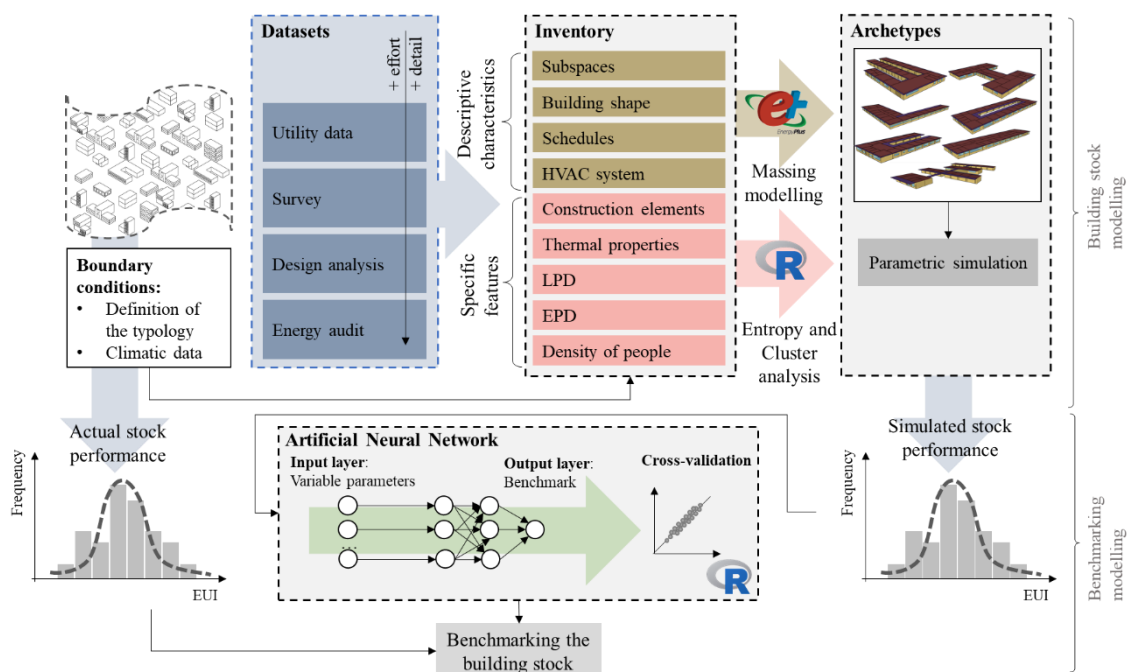 Datasets
+ effort
+ detail
Utility data
Survey
Design analysis
Energy audit
Boundary
conditions:
• Definition of
the typology
• Climatic data
Inventory
Descriptive
characteristics
Subspaces
Building shape
Schedules
HVAC system
Specific
features
Construction elements
Thermal properties
LPD
EPD
Density of people
e+
EnergyPlus
Massing
modelling
R
Entropy and
Cluster
analysis
Archetypes
Parametric simulation
Building stock
modelling
Actual stock
performance
Frequency
EUI
Artificial Neural Network
Input layer:
Variable parameters
...
Output layer:
Benchmark
Cross-validation
R
Simulated stock
performance
Frequency
EUI
Benchmarking
modelling
Benchmarking the
building stock